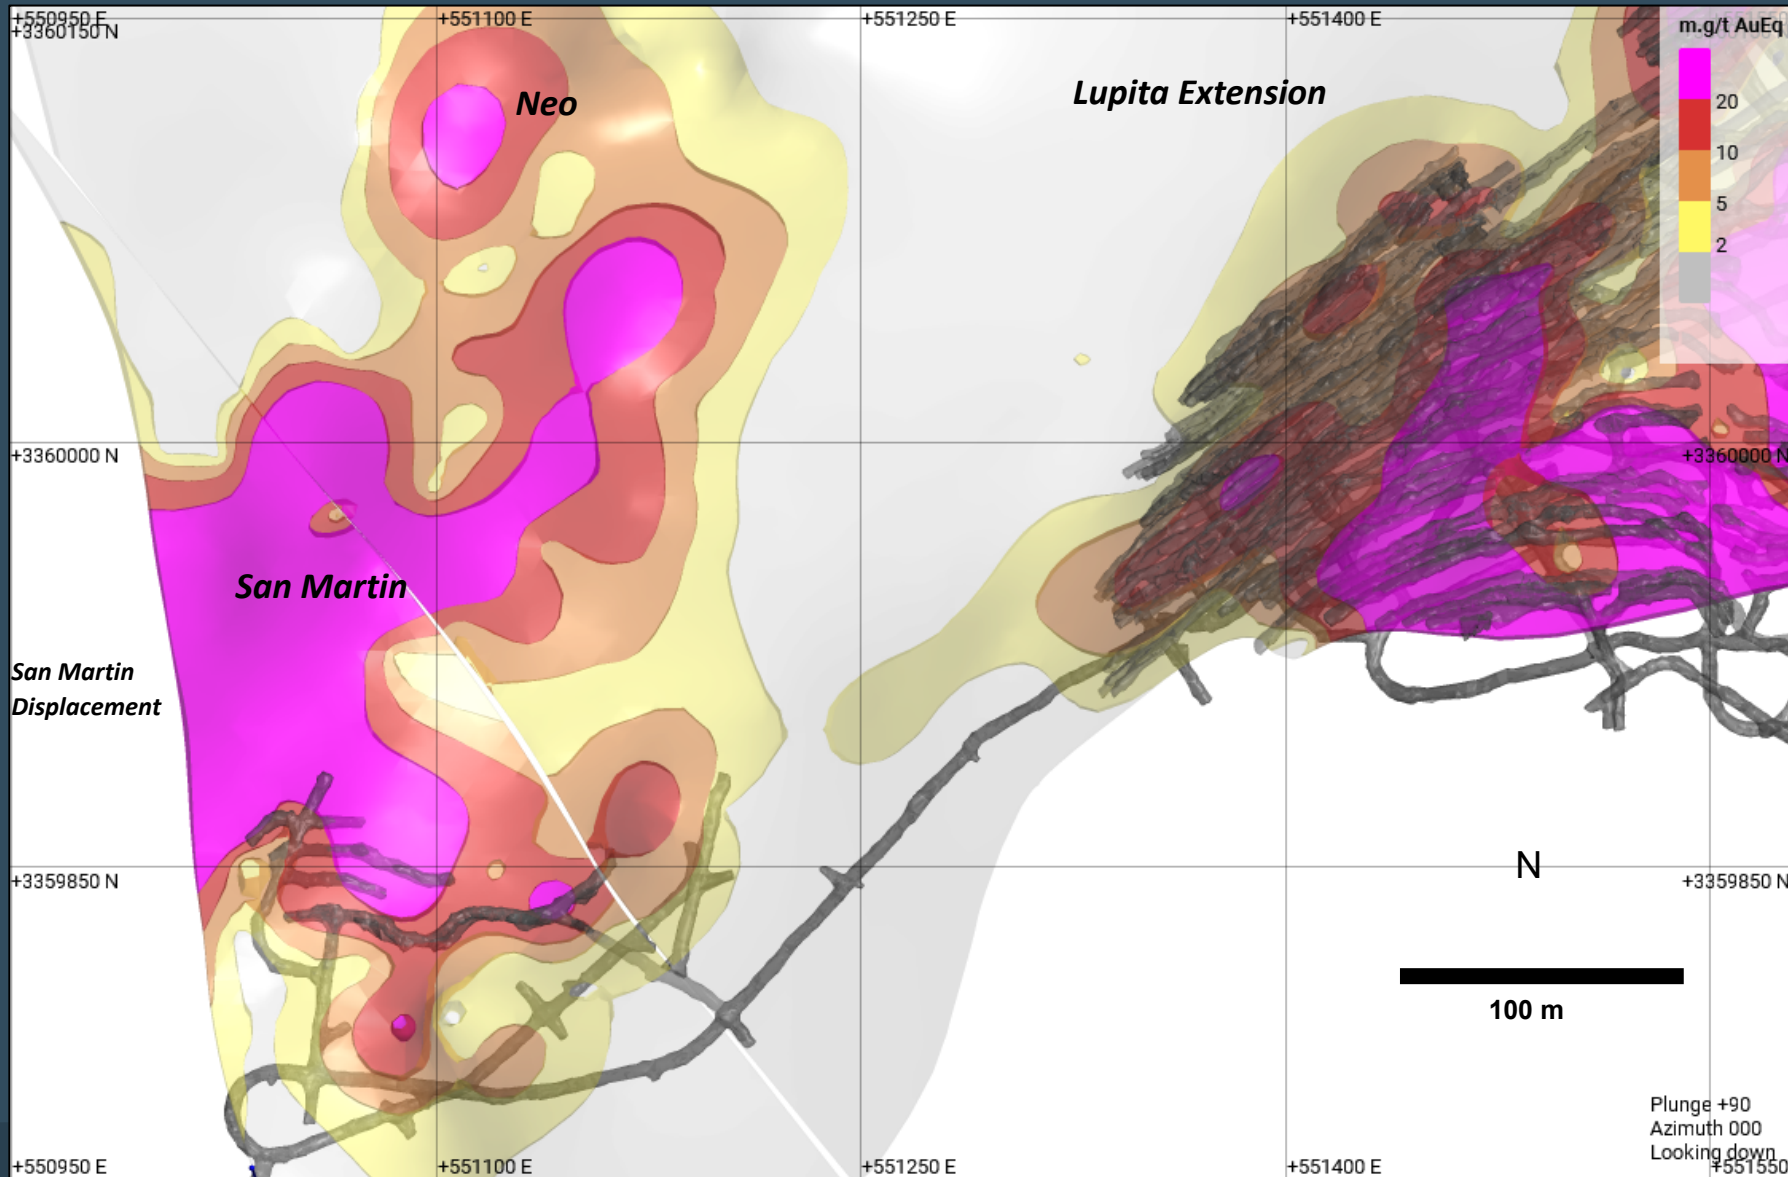 +550950 E
+551100 E
+551250 E
+551400 E
+3360150 N
m.g/t AuEq
20
10
5
2
Neo
Lupita Extension
+3360000 N
+3360000 N
San Martin
San Martin
Displacement
+3359850 N
N
+3359850 N
100 m
Plunge +90
Azimuth 000
Looking down
+550950 E
+551100 E
+551250 E
+551400 E
+551550